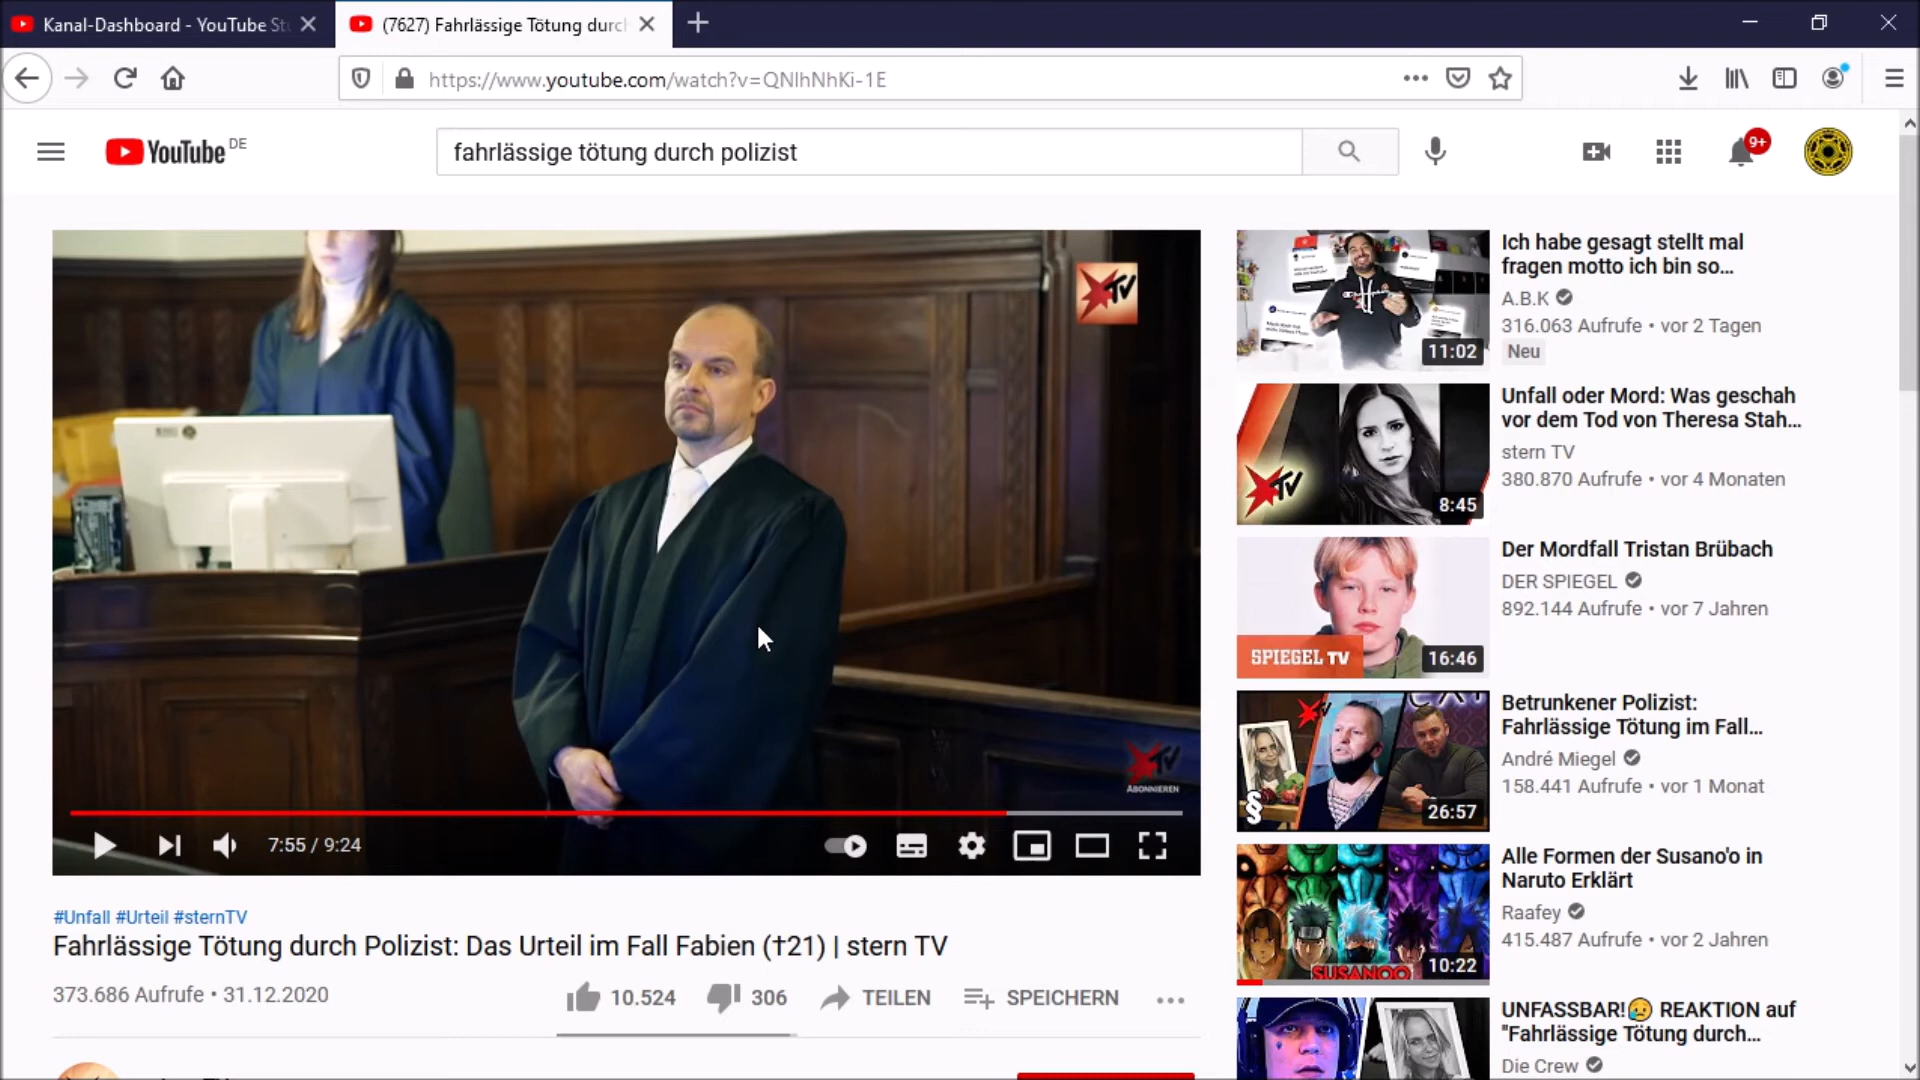 Kanal-Dashboard - YouTube St
(7627) Fahrlässige Tötung durc
https://www.youtube.com/watch?v=QNIhNhKi-1E
YouTube DE
fahrlässige tötung durch polizist
9+
TV
TV
ABONNIEREN
7:55 / 9:24
#Unfall #Urteil #sternTV
Fahrlässige Tötung durch Polizist: Das Urteil im Fall Fabien (†21) | stern TV
373.686 Aufrufe • 31.12.2020
10.524
306
TEILEN
SPEICHERN
11:02
Ich habe gesagt stellt mal
fragen motto ich bin so...
A.B.K
316.063 Aufrufe • vor 2 Tagen
Neu
TV
8:45
Unfall oder Mord: Was geschah
vor dem Tod von Theresa Stah...
stern TV
380.870 Aufrufe • vor 4 Monaten
SPIEGEL TV
16:46
Der Mordfall Tristan Brübach
DER SPIEGEL
892.144 Aufrufe • vor 7 Jahren
TV
§
26:57
Betrunkener Polizist:
Fahrlässige Tötung im Fall...
André Miegel
158.441 Aufrufe • vor 1 Monat
SUSANOO
10:22
Alle Formen der Susano'o in
Naruto Erklärt
Raafey
415.487 Aufrufe • vor 2 Jahren
UNFASSBAR!😥 REAKTION auf
"Fahrlässige Tötung durch...
Die Crew